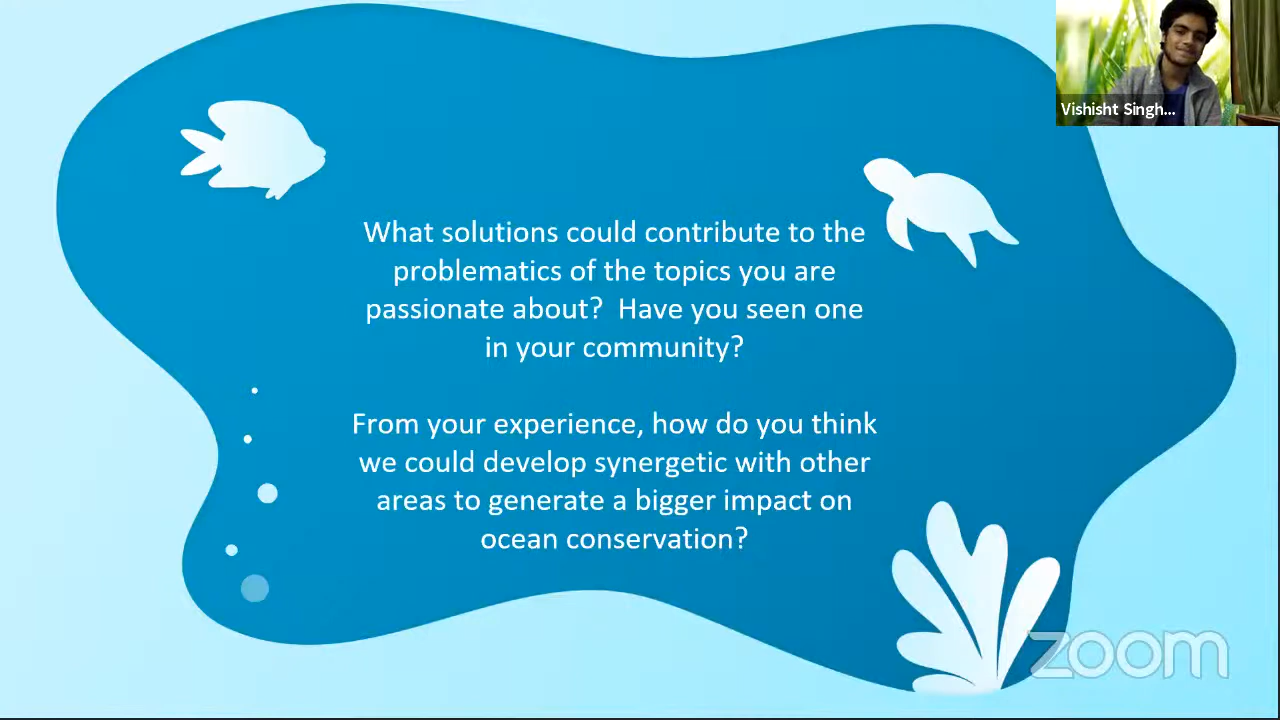 Vishisht Singh...
What solutions could contribute to the
problematics of the topics you are
passionate about?  Have you seen one
in your community?
From your experience, how do you think
we could develop synergetic with other
areas to generate a bigger impact on
ocean conservation?
zoom